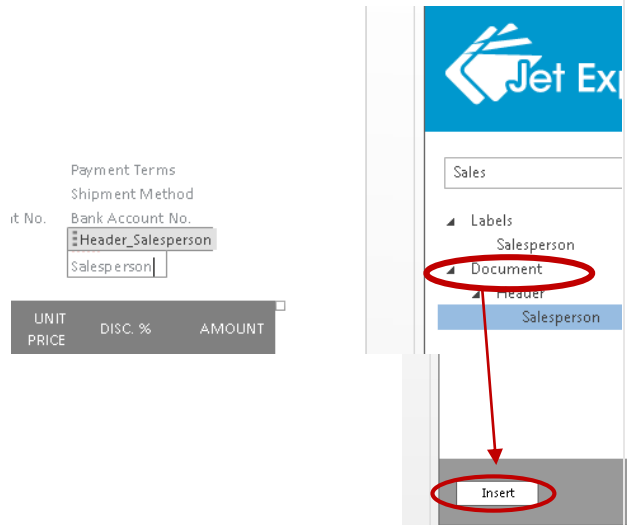 Jet Exp
Payment Terms
Shipment Method
nt No. Bank Account No.
Header_Salesperson
Salesperson
UNIT PRICE DISC. % AMOUNT
Sales
Labels
Salesperson
Document
Header
Salesperson
Insert